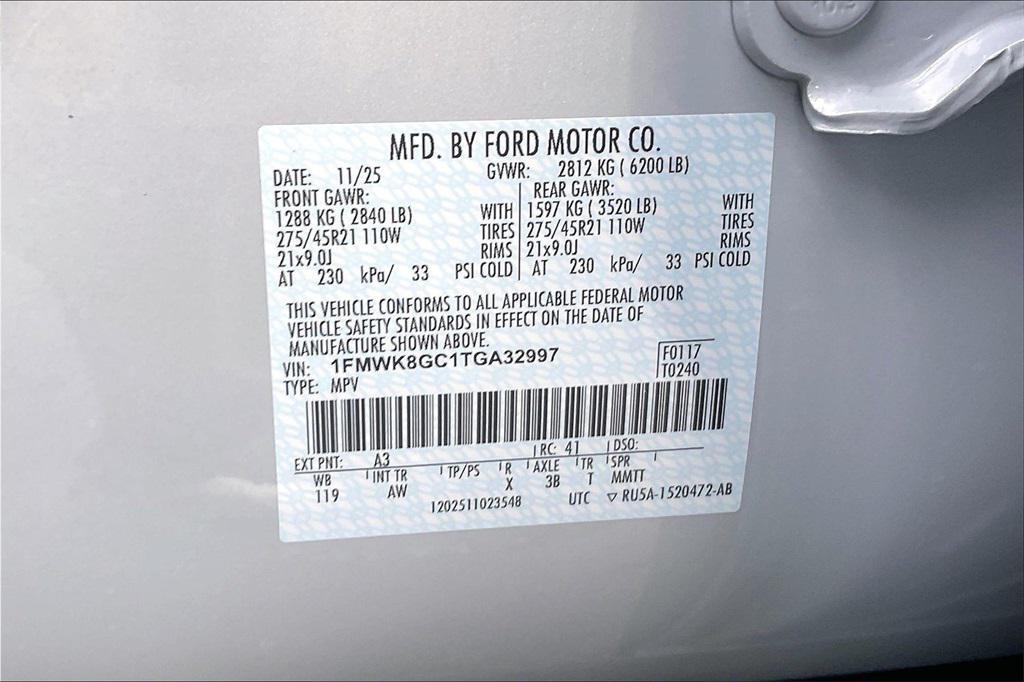 MFD. BY FORD MOTOR CO.
DATE: 11/25 GVWR: 2812 KG ( 6200 LB)
FRONT GAWR: REAR GAWR:
1288 KG ( 2840 LB) WITH 1597 KG ( 3520 LB) WITH
275/45R21 110W TIRES 275/45R21 110W TIRES
21x9.0J RIMS 21x9.0J RIMS
AT 230 kPa/ 33 PSI COLD AT 230 kPa/ 33 PSI COLD
THIS VEHICLE CONFORMS TO ALL APPLICABLE FEDERAL MOTOR
VEHICLE SAFETY STANDARDS IN EFFECT ON THE DATE OF
MANUFACTURE SHOWN ABOVE.
VIN: 1FMWK8GC1TGA32997 F0117
TYPE: MPV T0240
EXT PNT: A3 RC: 41 DSO:
WB INT TR TP/PS R AXLE TR SPR
119 AW X 3B T MMTT
1202511023548 UTC ▽ RU5A-1520472-AB